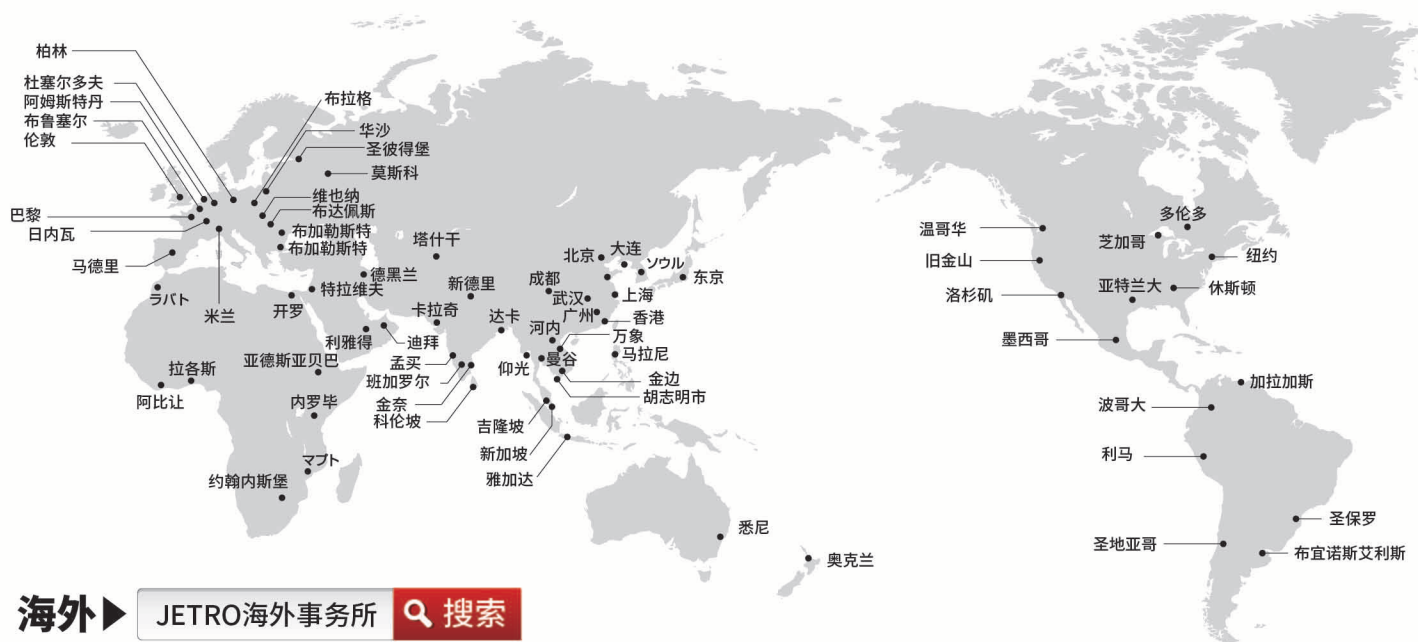 柏林
杜塞尔多夫
阿姆斯特丹
布鲁塞尔
伦敦
巴黎
日内瓦
马德里
ラバト
米兰
布拉格
华沙
圣彼得堡
莫斯科
维也纳
布达佩斯
布加勒斯特
布加勒斯特
德黑兰
特拉维夫
开罗
塔什干
新德里
卡拉奇
利雅得
迪拜
达卡
孟买
班加罗尔
金奈
科伦坡
亚德斯亚贝巴
拉各斯
阿比让
内罗毕
マプト
约翰内斯堡
北京
大连
ソウル
东京
成都
武汉
上海
广州
香港
河内
万象
马拉尼
仰光
曼谷
金边
胡志明市
吉隆坡
新加坡
雅加达
悉尼
奥克兰
温哥华
旧金山
洛杉矶
多伦多
芝加哥
纽约
亚特兰大
休斯顿
墨西哥
加拉加斯
波哥大
利马
圣保罗
圣地亚哥
布宜诺斯艾利斯
海外▶ JETRO海外事务所 搜索